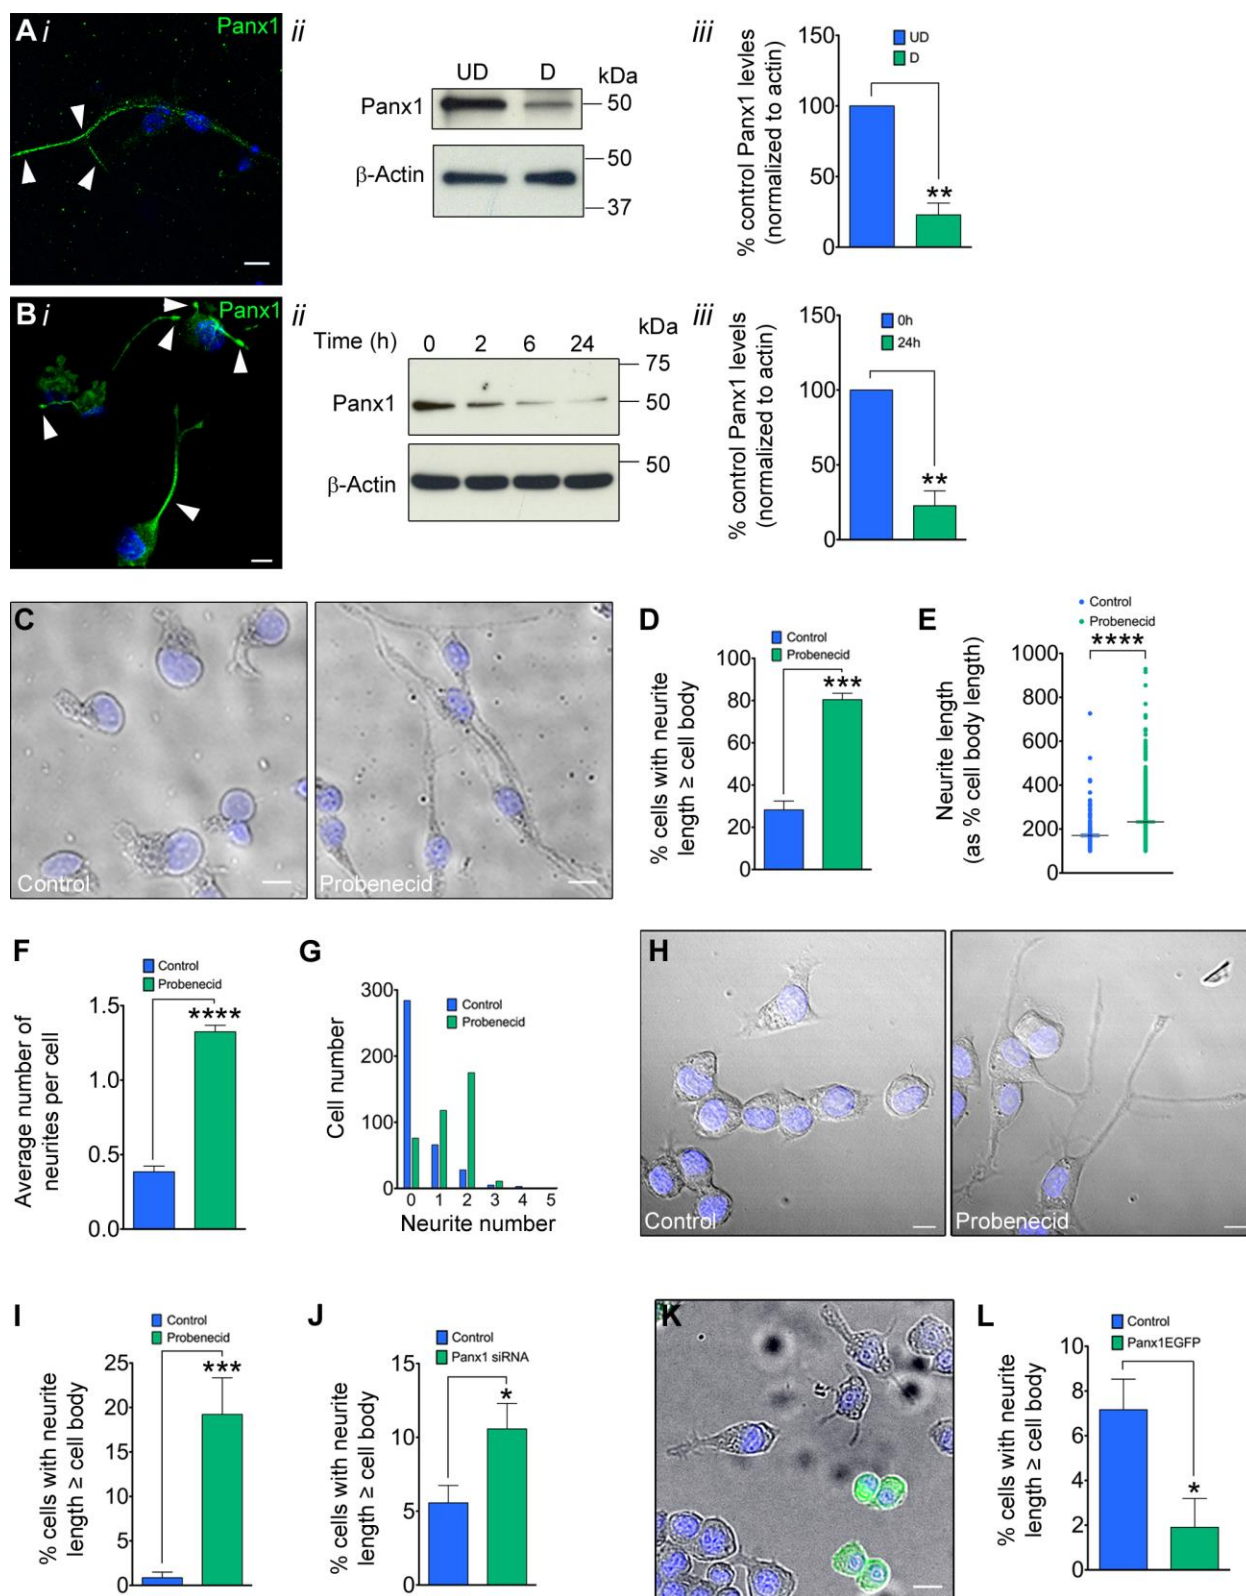 A i
Panx1
ii
UD D kDa
Panx1
50
β-Actin
50
37
iii
% control Panx1 levles
(normalized to actin)
UD
D
150
100
50
0
**
B i
Panx1
ii
Time (h) 0 2 6 24 kDa
75
Panx1
50
50
β-Actin
iii
% control Panx1 levels
(normalized to actin)
0h
24h
150
100
50
0
**
C
Control
Probenecid
D
% cells with neurite
length ≥ cell body
Control
Probenecid
100
80
60
40
20
0
***
E
Neurite length
(as % cell body length)
Control
Probenecid
****
1000
800
600
400
200
0
F
Average number of
neurites per cell
Control
Probenecid
1.5
1.0
0.5
0.0
****
G
Cell number
Control
Probenecid
300
200
100
0
0 1 2 3 4 5
Neurite number
H
Control
Probenecid
I
% cells with neurite
length ≥ cell body
Control
Probenecid
25
20
15
10
5
0
***
J
% cells with neurite
length ≥ cell body
Control
Panx1 siRNA
15
10
5
0
*
K
L
% cells with neurite
length ≥ cell body
Control
Panx1EGFP
10
8
6
4
2
0
*